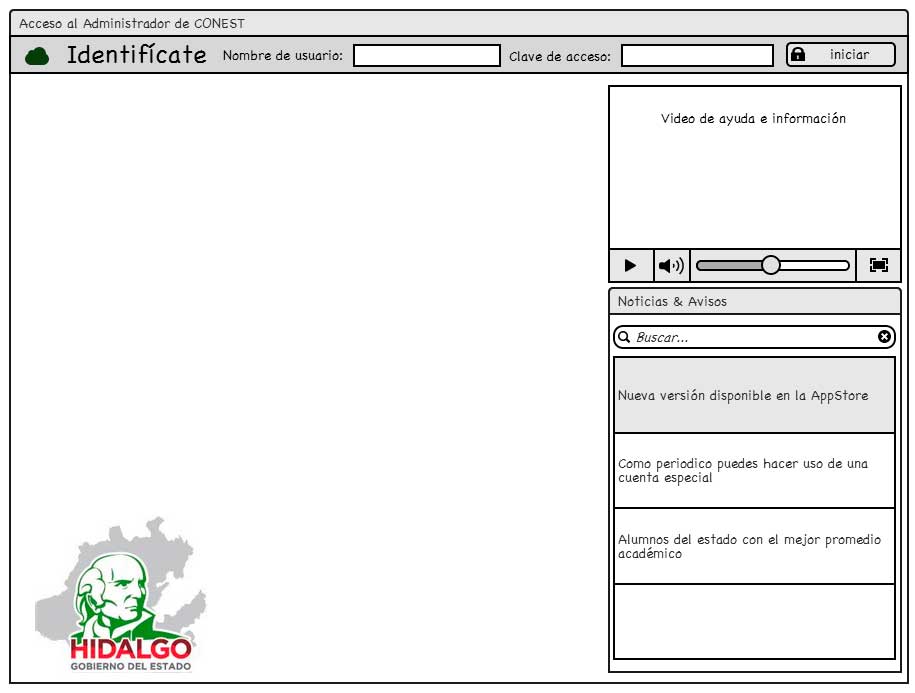 Acceso al Administrador de CONEST
Identifícate Nombre de usuario: Clave de acceso: iniciar
Video de ayuda e información
Noticias & Avisos
Buscar...
Nueva versión disponible en la AppStore
Como periodico puedes hacer uso de una
cuenta especial
Alumnos del estado con el mejor promedio
académico
HIDALGO
GOBIERNO DEL ESTADO